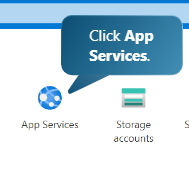 Click App
Services.
App Services
Storage
accounts
S